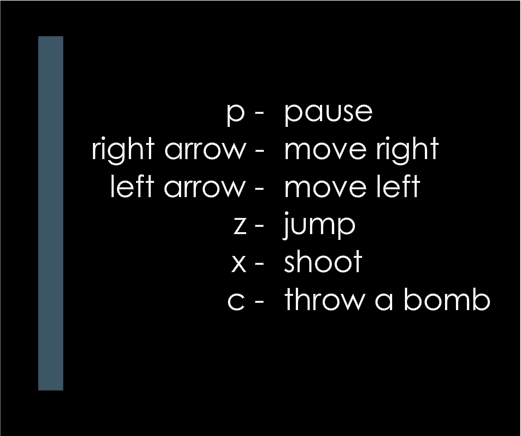 p - pause
right arrow - move right
left arrow - move left
z - jump
x - shoot
c - throw a bomb